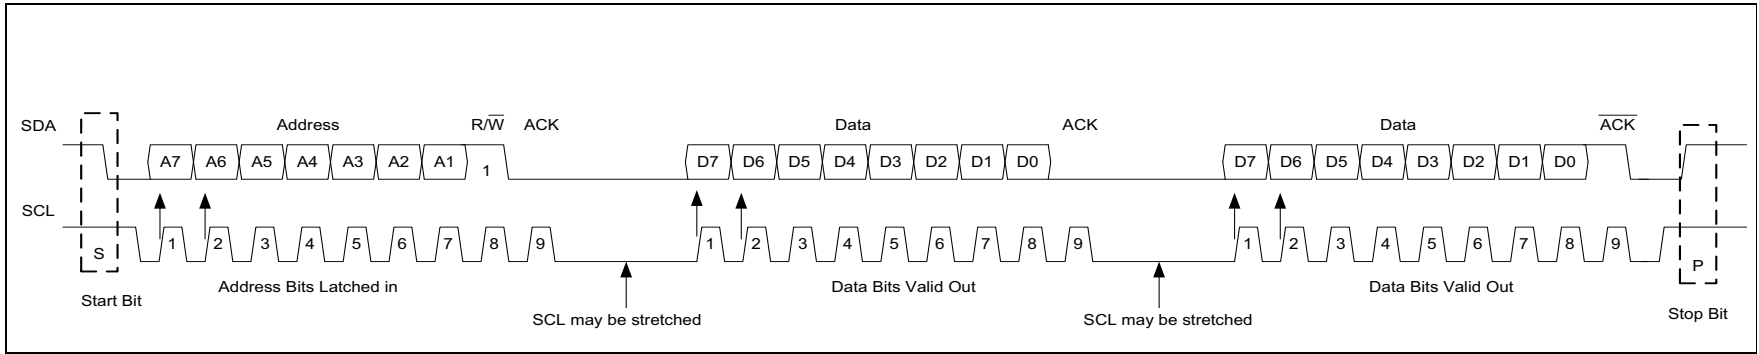 SDA Address R/W̅ ACK Data ACK Data A̅C̅K̅
A7 A6 A5 A4 A3 A2 A1 1 D7 D6 D5 D4 D3 D2 D1 D0 D7 D6 D5 D4 D3 D2 D1 D0
SCL
S 1 2 3 4 5 6 7 8 9 1 2 3 4 5 6 7 8 9 1 2 3 4 5 6 7 8 9 P
Start Bit Address Bits Latched in Data Bits Valid Out Data Bits Valid Out
SCL may be stretched SCL may be stretched Stop Bit